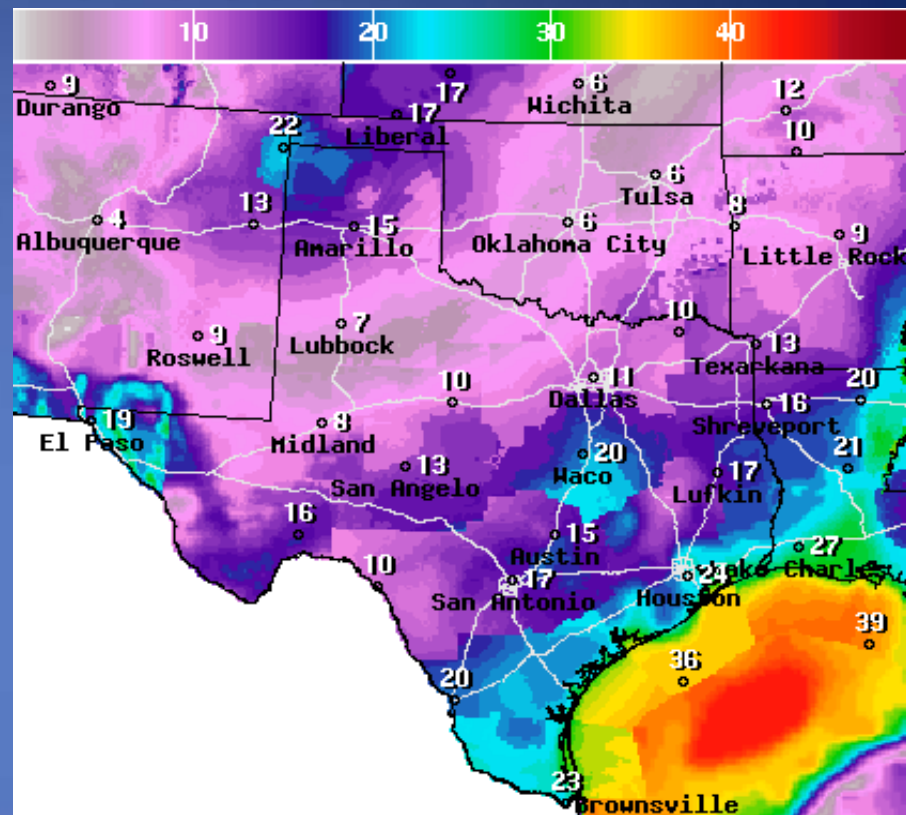 10 20 30 40
9 17 6 12
Durango 17 Wichita
Liberal
22 10
6
Tulsa
4 13 15 6 8 9
Albuquerque Amarillo Oklahoma City Little Rock
9 7 10
Roswell Lubbock 13
Texarkana
10 11
Dallas 20
19 8 16
El Paso Midland Shreveport
13 20 17 21
San Angelo Waco Lufkin
16 15 27
Austin
10 17 24 Lake Charles
San Antonio Houston
39
20 36
23
Brownsville